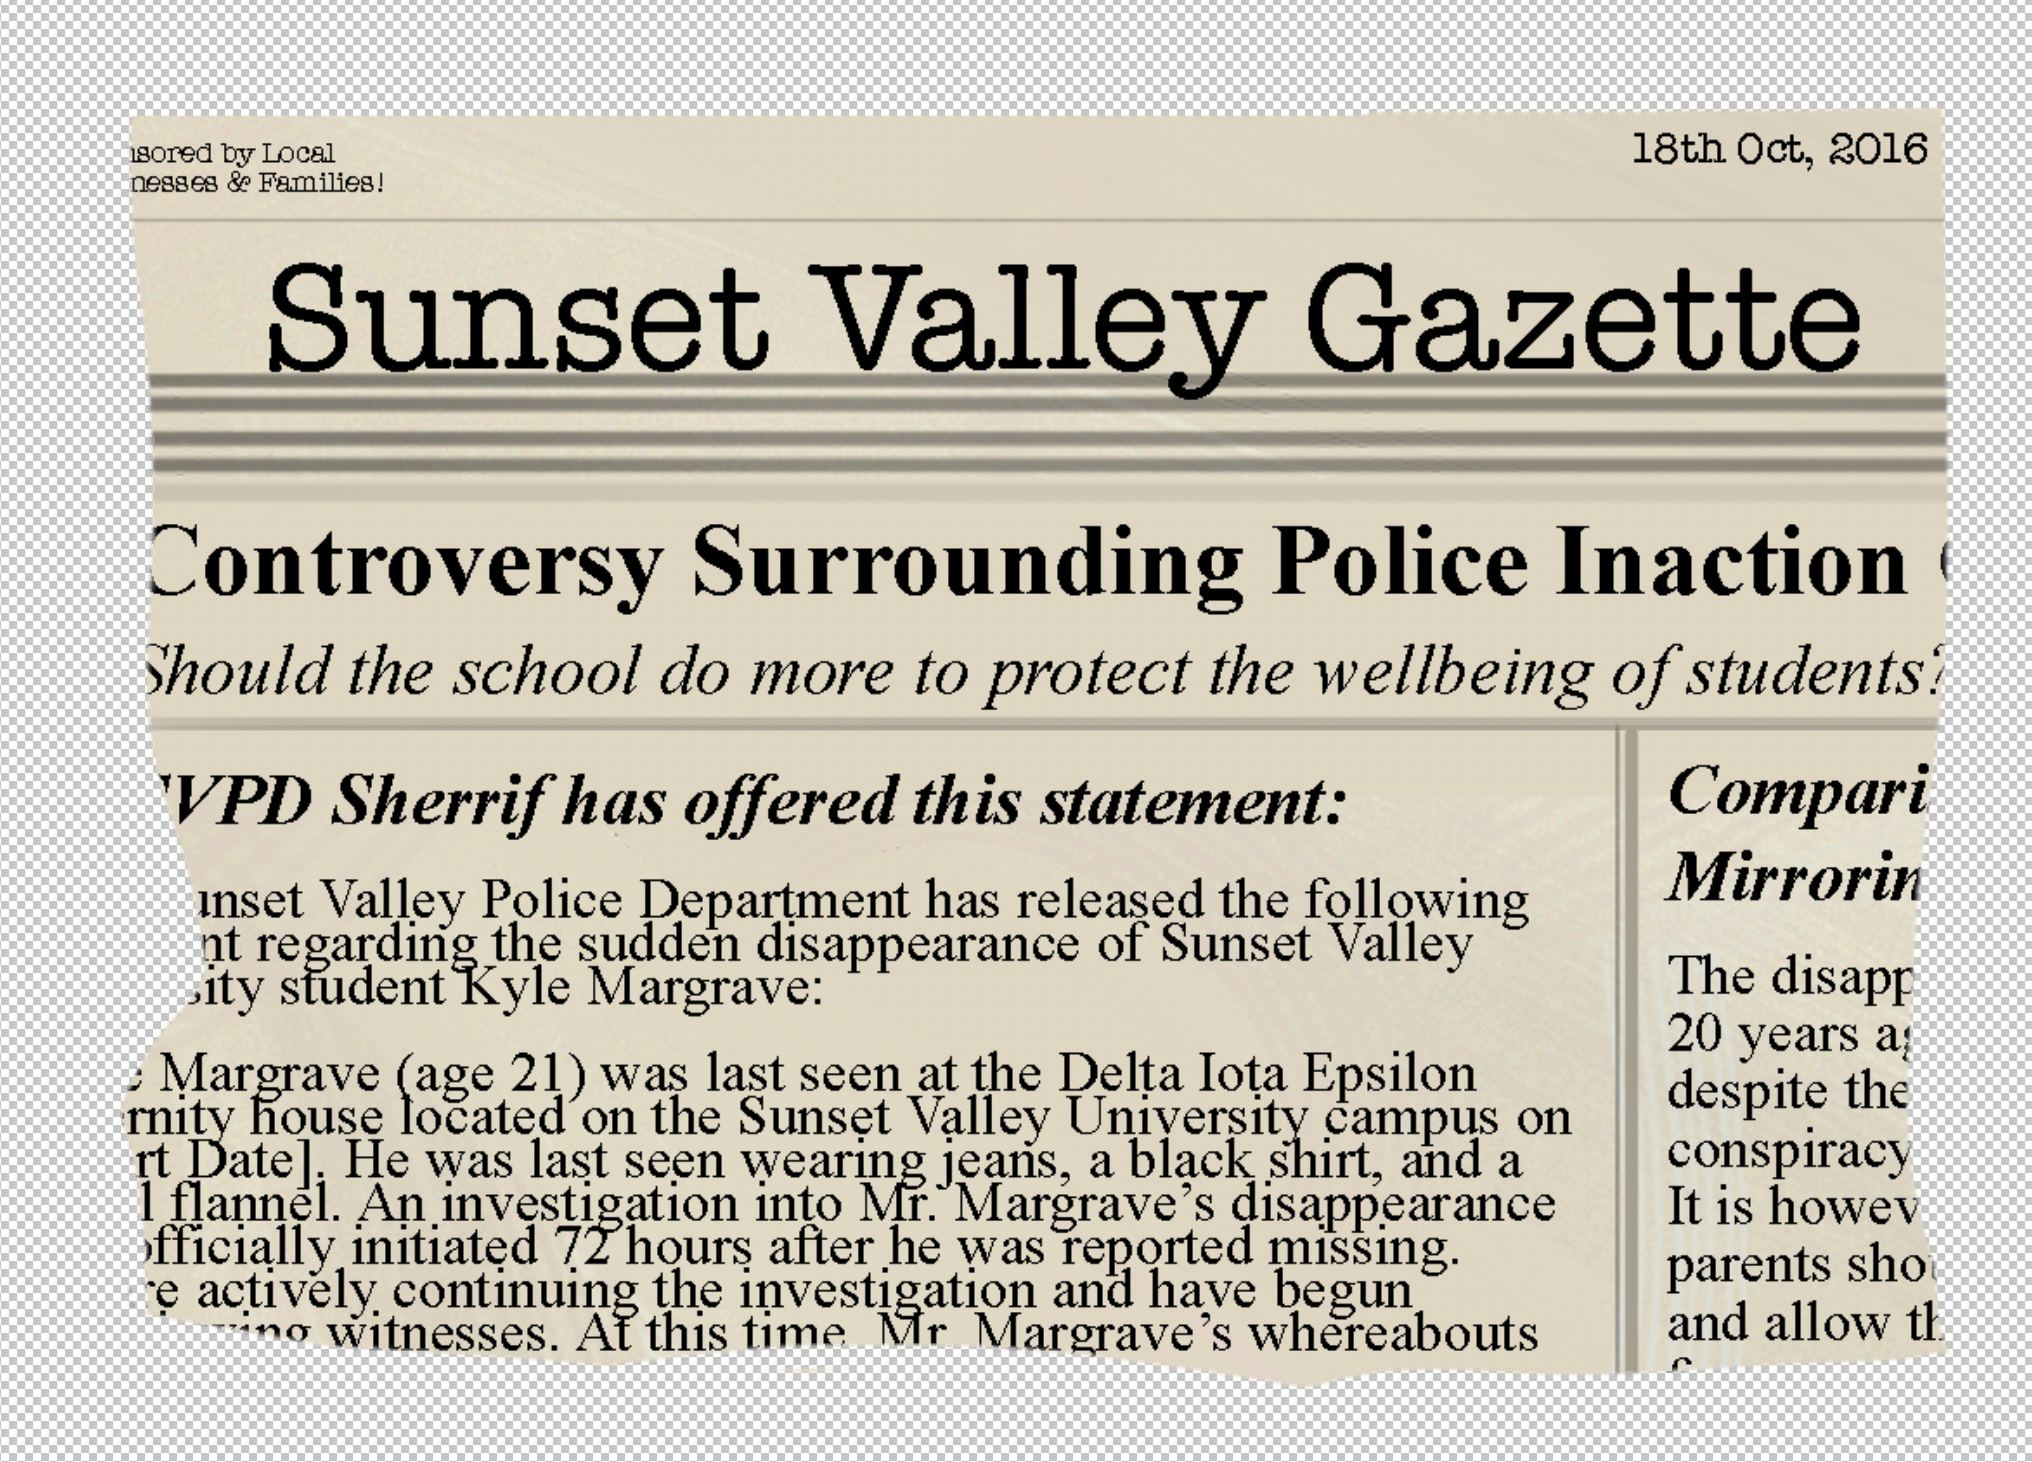 nsored by Local
nesses & Families!
18th Oct, 2016
Sunset Valley Gazette
Controversy Surrounding Police Inaction
Should the school do more to protect the wellbeing of students?
VPD Sherrif has offered this statement:
unset Valley Police Department has released the following
nt regarding the sudden disappearance of Sunset Valley
sity student Kyle Margrave:
e Margrave (age 21) was last seen at the Delta Iota Epsilon
rnity house located on the Sunset Valley University campus on
rt Date]. He was last seen wearing jeans, a black shirt, and a
l flannel. An investigation into Mr. Margrave’s disappearance
officially initiated 72 hours after he was reported missing.
re actively continuing the investigation and have begun
witnesses. At this time, Mr. Margrave’s whereabouts
Compari
Mirrorin
The disapp
20 years ag
despite the
conspiracy
It is howev
parents sho
and allow th